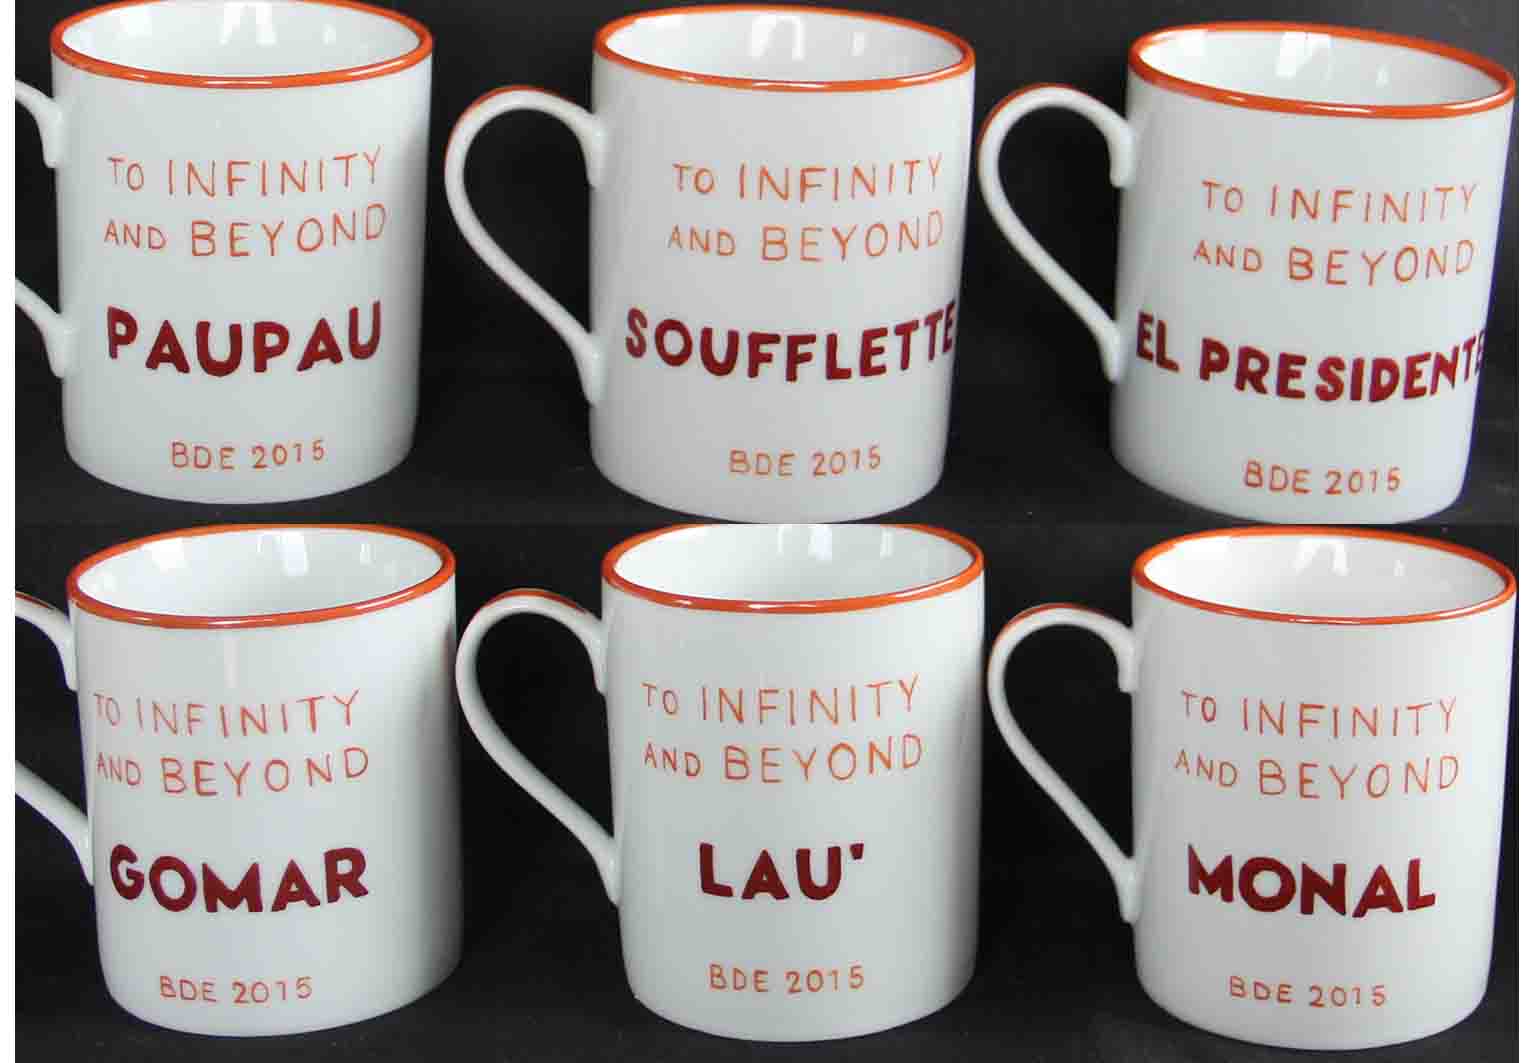 TO INFINITY
AND BEYOND
PAUPAU
BDE 2015
TO INFINITY
AND BEYOND
SOUFFLETTE
BDE 2015
TO INFINITY
AND BEYOND
EL PRESIDENTE
BDE 2015
TO INFINITY
AND BEYOND
GOMAR
BDE 2015
TO INFINITY
AND BEYOND
LAU'
BDE 2015
TO INFINITY
AND BEYOND
MONAL
BDE 2015